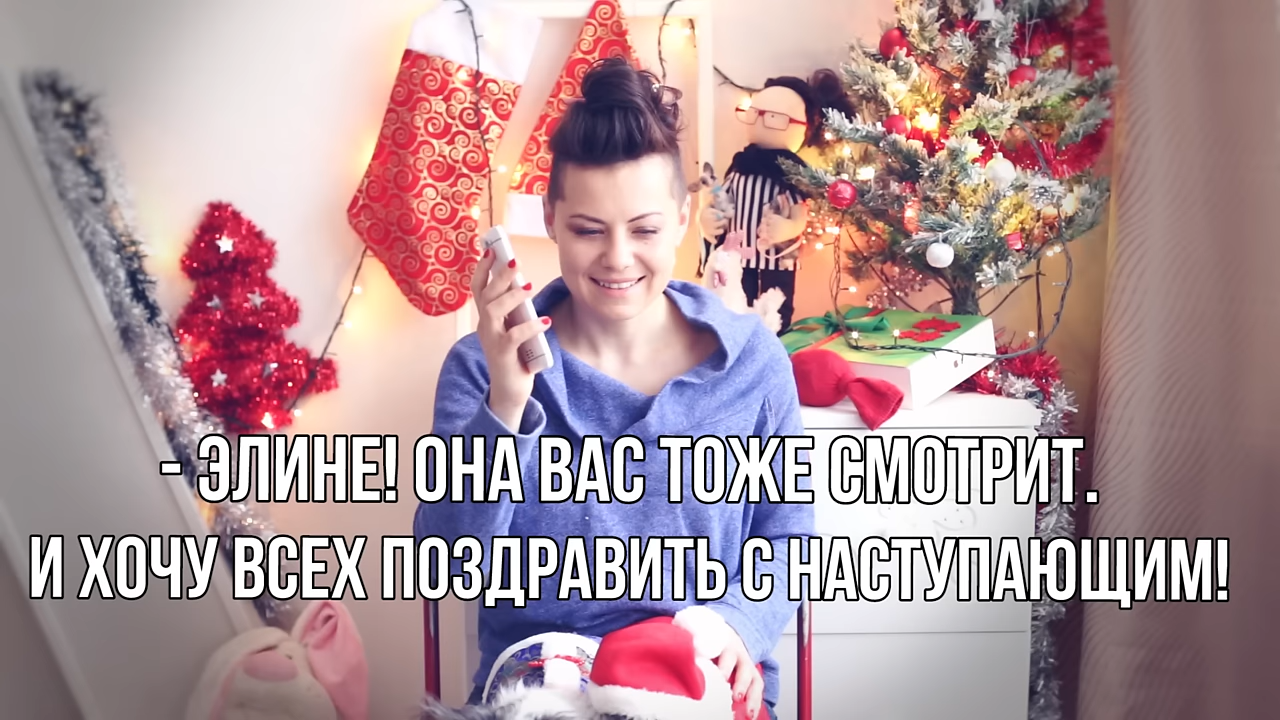 - ЭЛИНЕ! ОНА ВАС ТОЖЕ СМОТРИТ.
И ХОЧУ ВСЕХ ПОЗДРАВИТЬ С НАСТУПАЮЩИМ!